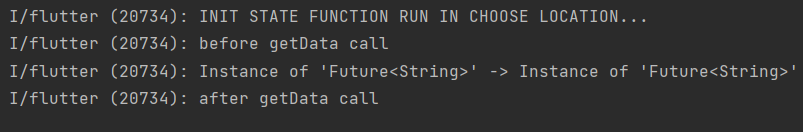 I/flutter (20734): INIT STATE FUNCTION RUN IN CHOOSE LOCATION...
I/flutter (20734): before getData call
I/flutter (20734): Instance of 'Future<String>' -> Instance of 'Future<String>'
I/flutter (20734): after getData call